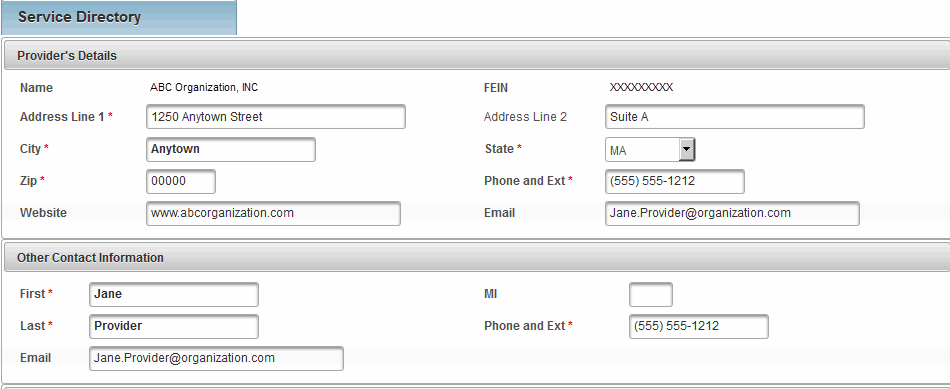 Service Directory
Provider's Details
Name ABC Organization, INC FEIN XXXXXXXXX
Address Line 1 * 1250 Anytown Street Address Line 2 Suite A
City * Anytown State * MA
Zip * 00000 Phone and Ext * (555) 555-1212
Website www.abcorganization.com Email Jane.Provider@organization.com
Other Contact Information
First * Jane MI
Last * Provider Phone and Ext * (555) 555-1212
Email Jane.Provider@organization.com